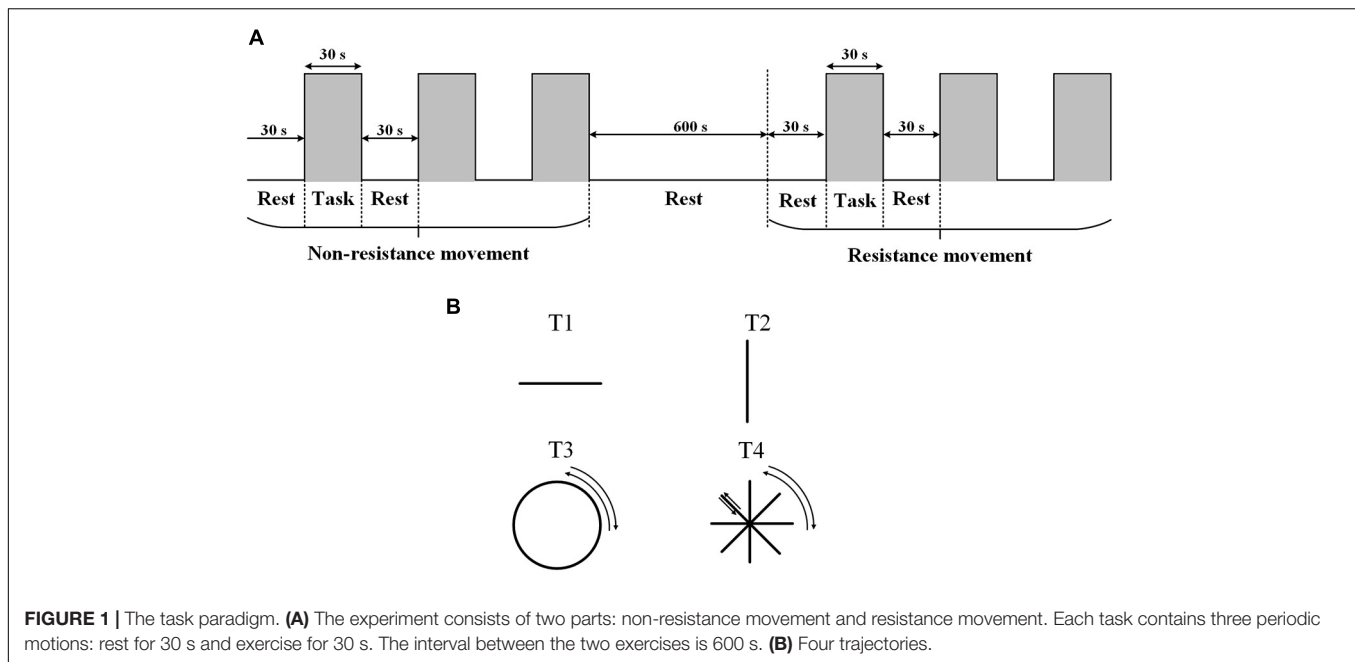 A
30 s
30 s
30 s 30 s 600 s 30 s 30 s
Rest Task Rest Rest Rest Task Rest
Non-resistance movement Resistance movement
B
T1 T2
T3 T4
FIGURE 1 | The task paradigm. (A) The experiment consists of two parts: non-resistance movement and resistance movement. Each task contains three periodic
motions: rest for 30 s and exercise for 30 s. The interval between the two exercises is 600 s. (B) Four trajectories.